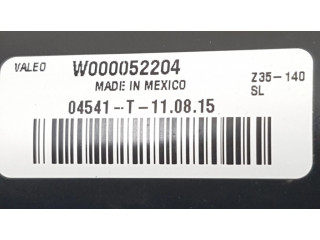 VALEO W000052204 Z35-140
MADE IN MEXICO SL
04541-T-11.08.15